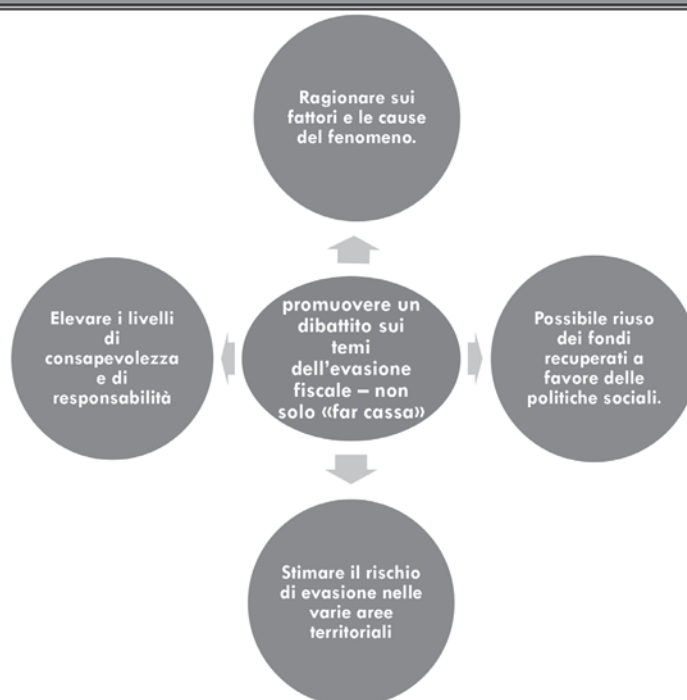 Ragionare sui
fattori e le cause
del fenomeno.
Elevare i livelli
di
consapevolezza
e di
responsabilità
promuovere un
dibattito sui
temi
dell'evasione
fiscale – non
solo «far cassa»
Possibile riuso
dei fondi
recuperati a
favore delle
politiche sociali.
Stimare il rischio
di evasione nelle
varie aree
territoriali